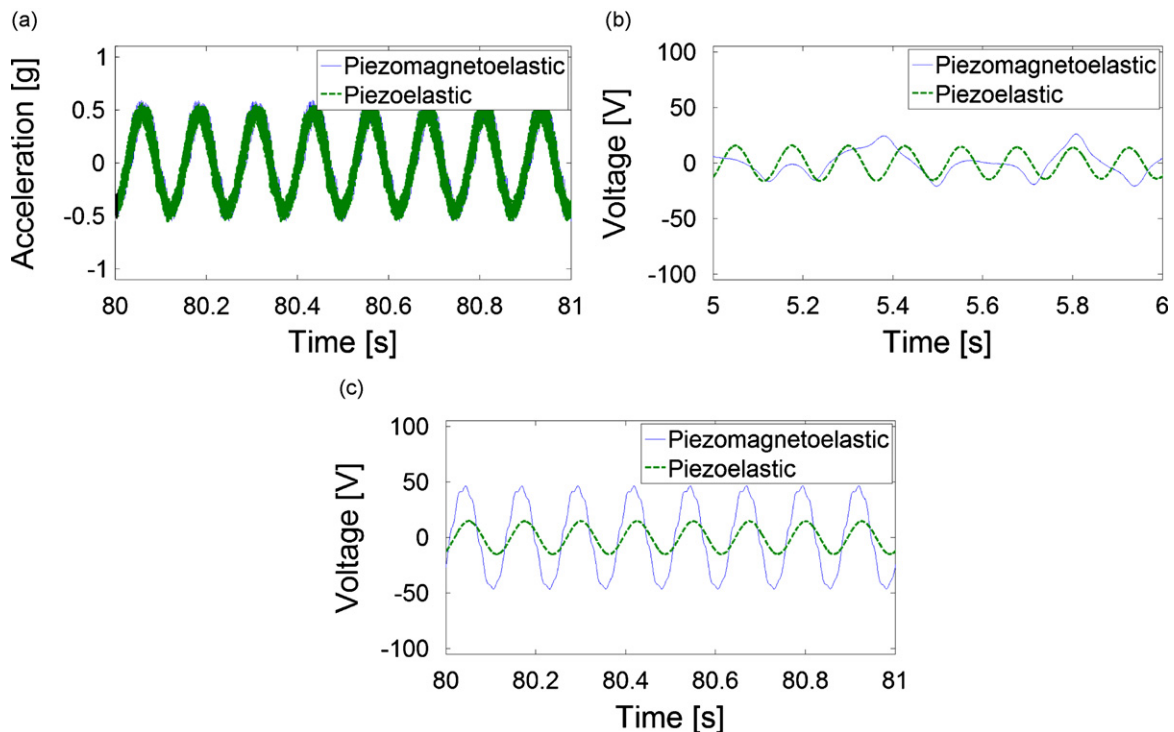 (a)
Acceleration [g]
1
0.5
0
-0.5
-1
Piezomagnetoelastic
Piezoelastic
80 80.2 80.4 80.6 80.8 81
Time [s]
(b)
Voltage [V]
100
50
0
-50
-100
Piezomagnetoelastic
Piezoelastic
5 5.2 5.4 5.6 5.8 6
Time [s]
(c)
Voltage [V]
100
50
0
-50
-100
Piezomagnetoelastic
Piezoelastic
80 80.2 80.4 80.6 80.8 81
Time [s]